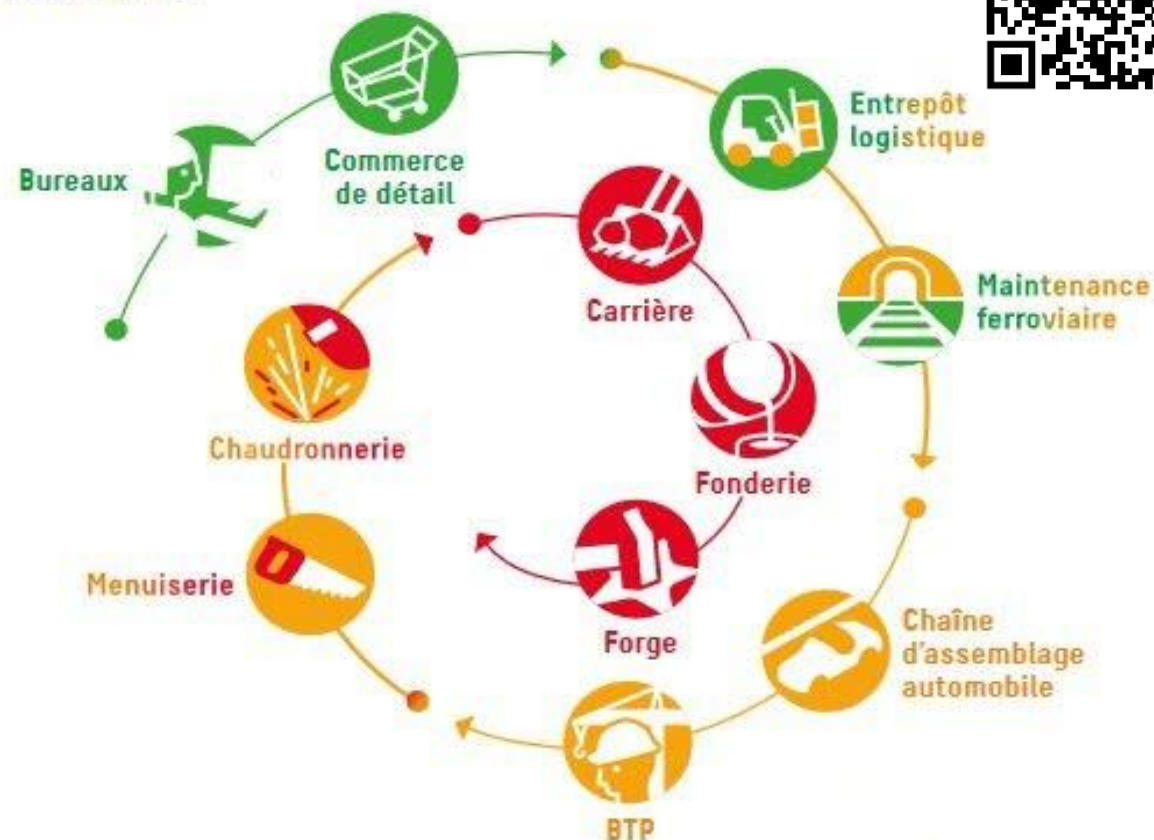 Bureaux
Commerce
de détail
Entrepôt
logistique
Maintenance
ferroviaire
Carrière
Fonderie
Forge
Chaîne
d'assemblage
automobile
BTP
Menuiserie
Chaudronnerie